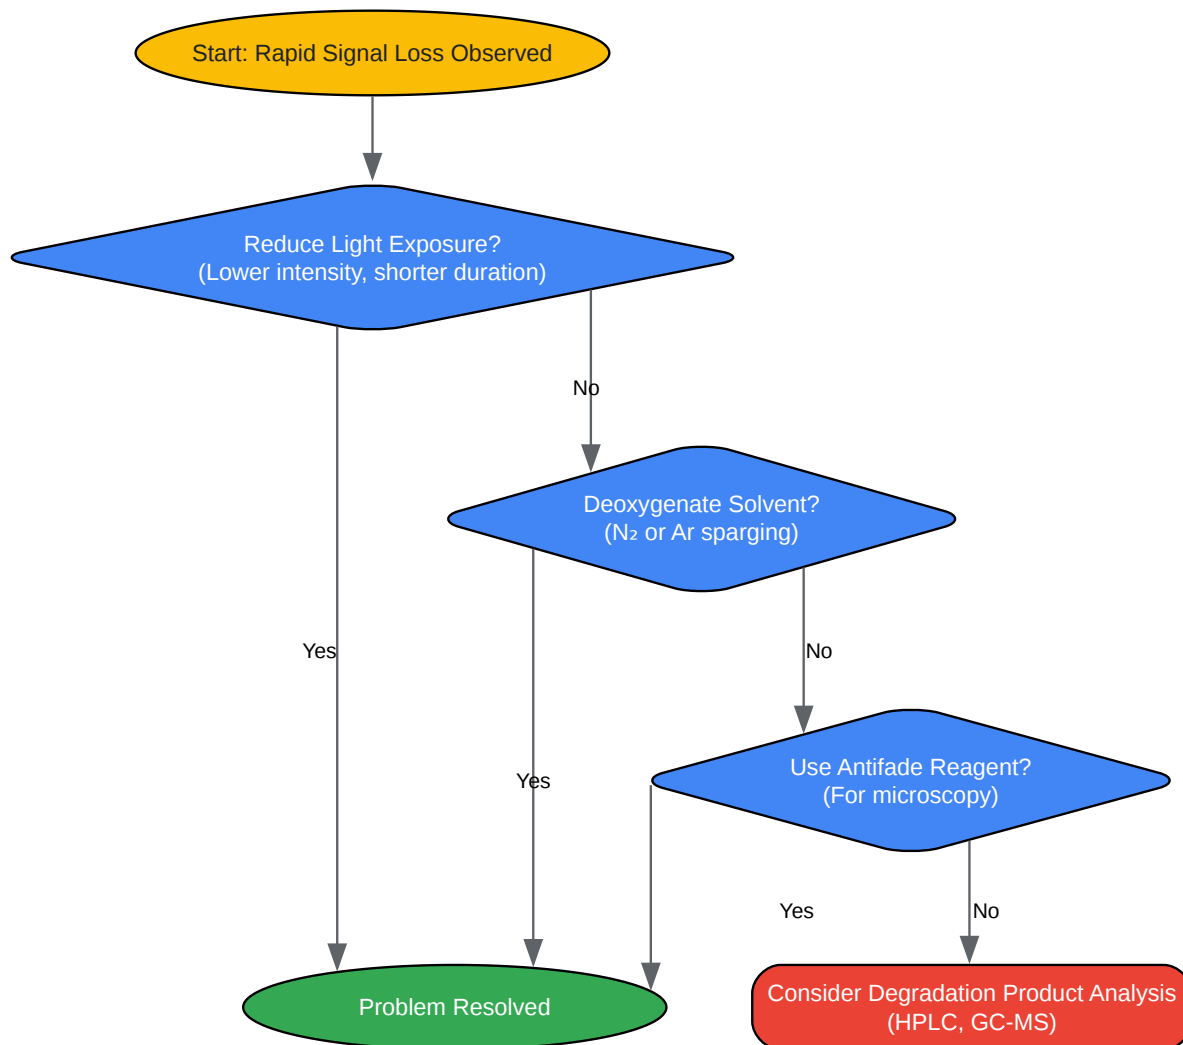 Start: Rapid Signal Loss Observed
Reduce Light Exposure?
(Lower intensity, shorter duration)
No
Deoxygenate Solvent?
(N₂ or Ar sparging)
Yes
No
Use Antifade Reagent?
(For microscopy)
Yes
Yes
No
Problem Resolved
Consider Degradation Product Analysis
(HPLC, GC-MS)